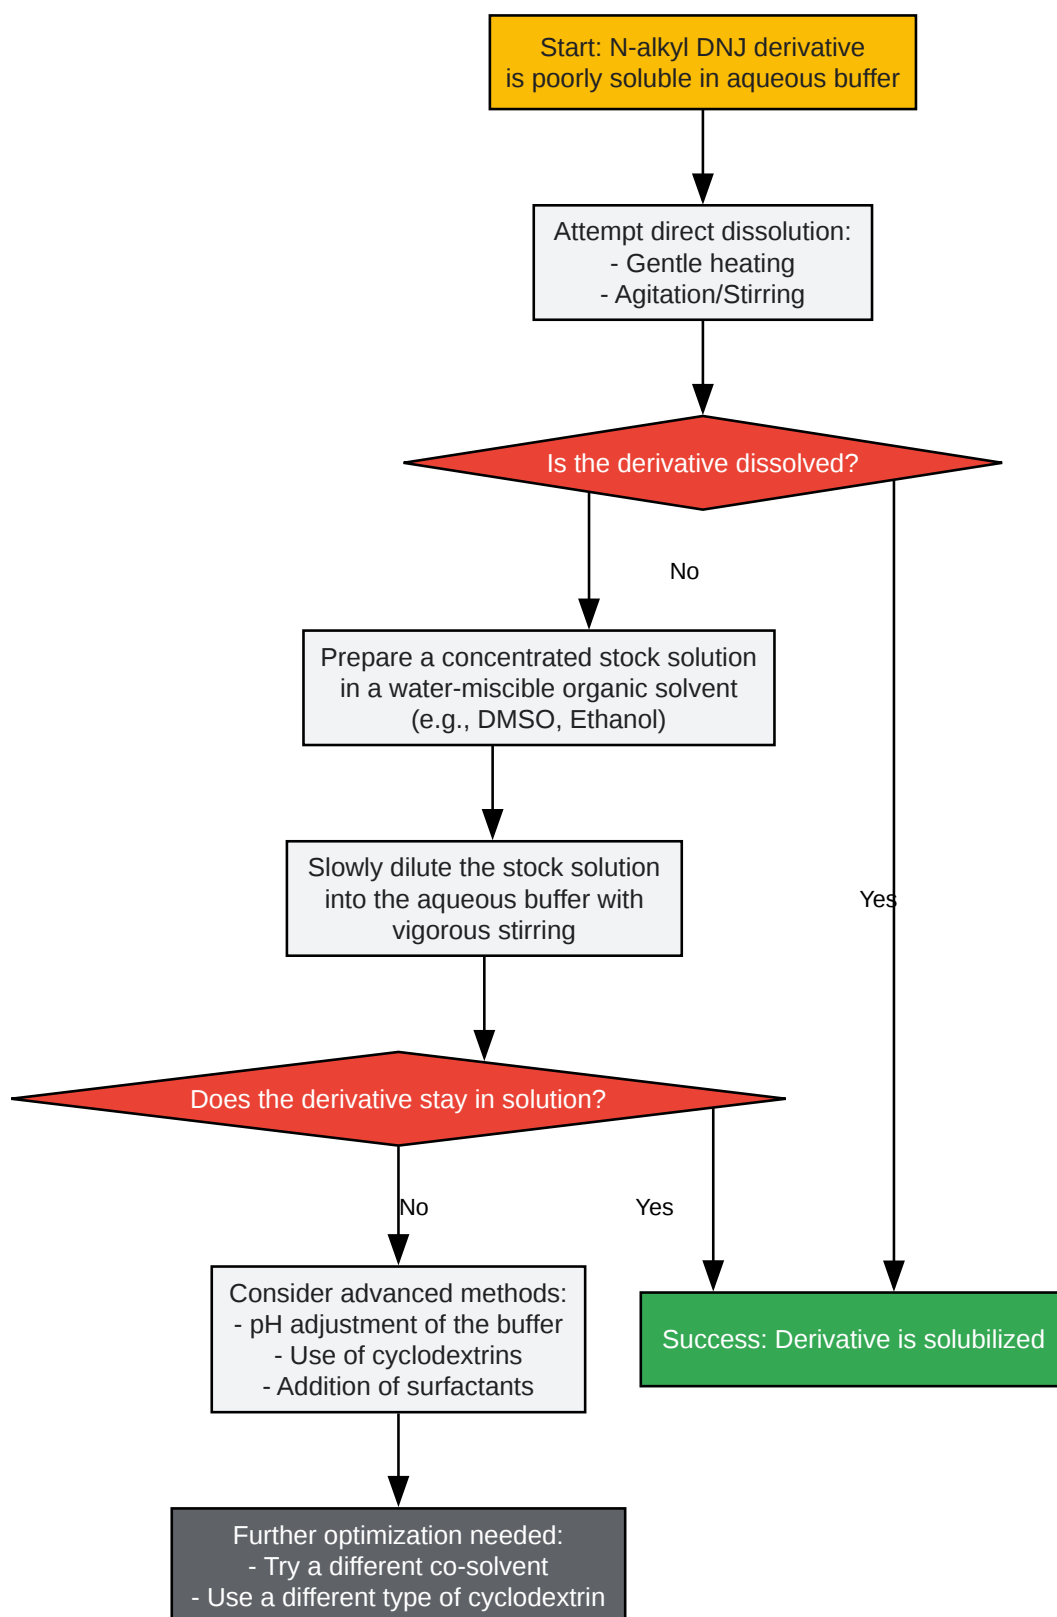 Start: N-alkyl DNJ derivative
is poorly soluble in aqueous buffer
Attempt direct dissolution:
- Gentle heating
- Agitation/Stirring
Is the derivative dissolved?
No
Prepare a concentrated stock solution
in a water-miscible organic solvent
(e.g., DMSO, Ethanol)
Slowly dilute the stock solution
into the aqueous buffer with
vigorous stirring
Yes
Does the derivative stay in solution?
No
Yes
Consider advanced methods:
- pH adjustment of the buffer
- Use of cyclodextrins
- Addition of surfactants
Success: Derivative is solubilized
Further optimization needed:
- Try a different co-solvent
- Use a different type of cyclodextrin